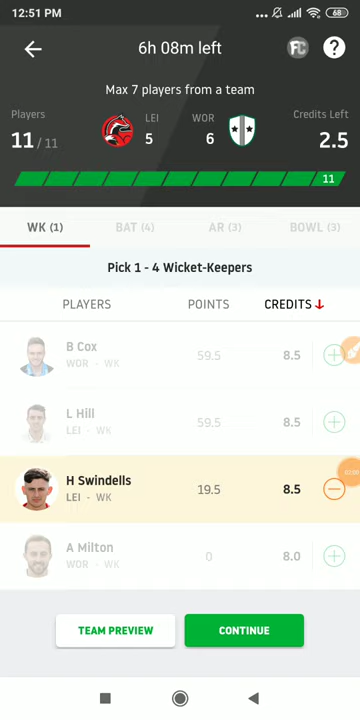 12:51 PM
68
6h 08m left
FC
?
Max 7 players from a team
Players
11 / 11
LEI
5
WOR
6
Credits Left
2.5
11
WK (1)
BAT (4)
AR (3)
BOWL (3)
Pick 1 - 4 Wicket-Keepers
PLAYERS
POINTS
CREDITS
B Cox
WOR - WK
59.5
8.5
L Hill
LEI - WK
59.5
8.5
H Swindells
LEI - WK
19.5
8.5
A Milton
WOR - WK
0
8.0
TEAM PREVIEW
CONTINUE